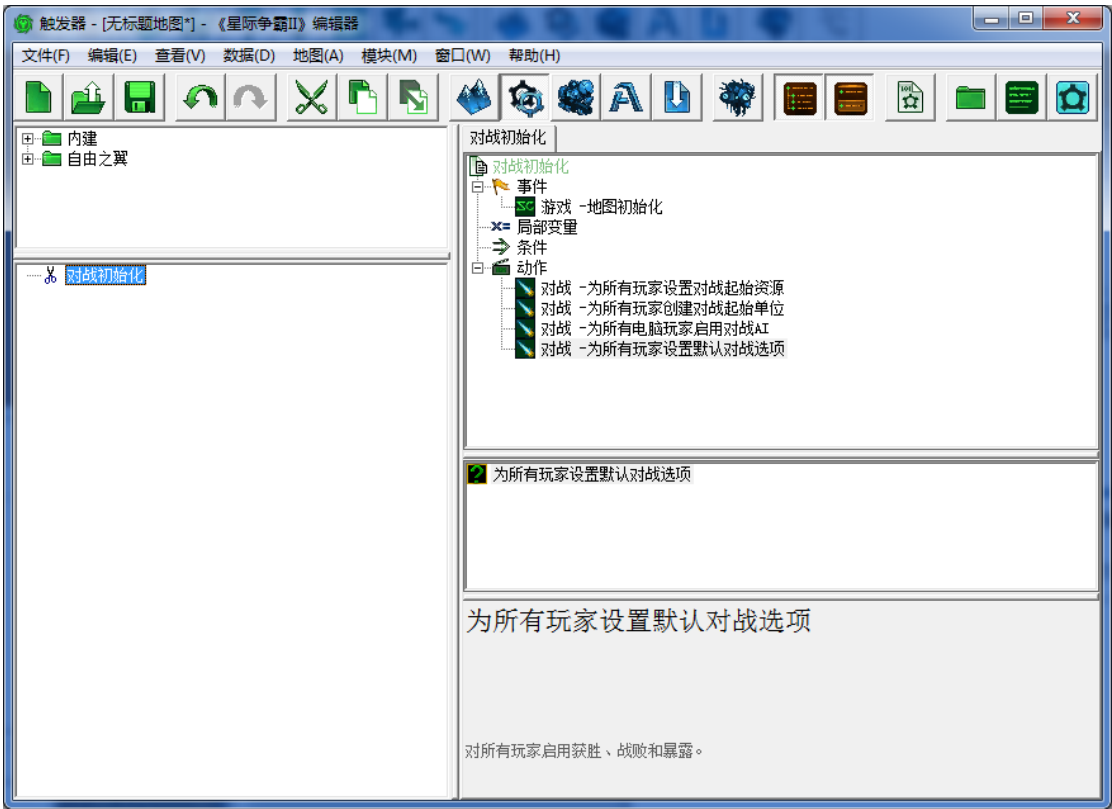 触发器 - [无标题地图*] - 《星际争霸II》编辑器
文件(F) 编辑(E) 查看(V) 数据(D) 地图(A) 模块(M) 窗口(W) 帮助(H)
内建
自由之翼
对战初始化
对战初始化
对战初始化
事件
游戏 -地图初始化
局部变量
条件
动作
对战 -为所有玩家设置对战起始资源
对战 -为所有玩家创建对战起始单位
对战 -为所有电脑玩家启用对战AI
对战 -为所有玩家设置默认对战选项
为所有玩家设置默认对战选项
为所有玩家设置默认对战选项
对所有玩家启用获胜、战败和暴露。